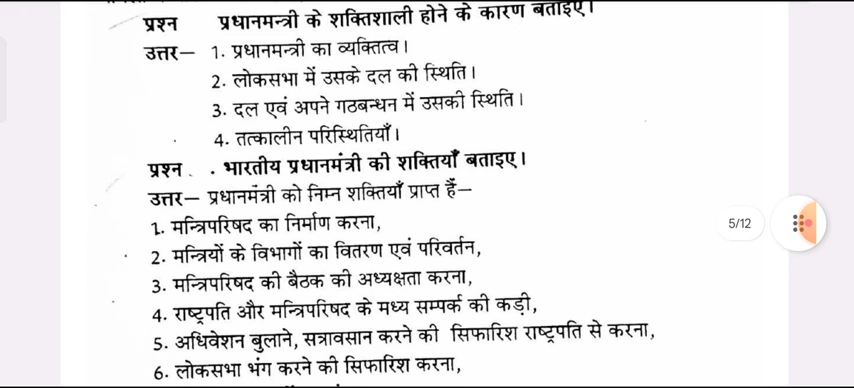 प्रश्न प्रधानमन्त्री के शक्तिशाली होने के कारण बताइए।
उत्तर— 1. प्रधानमन्त्री का व्यक्तित्व।
2. लोकसभा में उसके दल की स्थिति।
3. दल एवं अपने गठबन्धन में उसकी स्थिति।
4. तत्कालीन परिस्थितियाँ।
प्रश्न . . भारतीय प्रधानमंत्री की शक्तियाँ बताइए।
उत्तर— प्रधानमंत्री को निम्न शक्तियाँ प्राप्त हैं—
1. मन्त्रिपरिषद का निर्माण करना,
5/12
2. मन्त्रियों के विभागों का वितरण एवं परिवर्तन,
3. मन्त्रिपरिषद की बैठक की अध्यक्षता करना,
4. राष्ट्रपति और मन्त्रिपरिषद के मध्य सम्पर्क की कड़ी,
5. अधिवेशन बुलाने, सत्रावसान करने की सिफारिश राष्ट्रपति से करना,
6. लोकसभा भंग करने की सिफारिश करना,